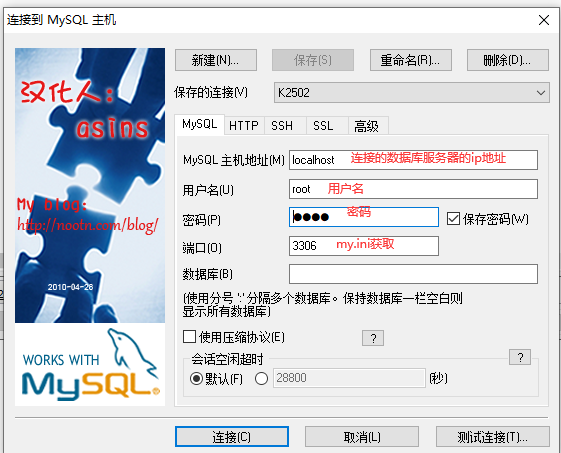 连接到 MySQL 主机
汉化人：
asins
My blog:
http://nootn.com/blog/
2010-04-26
WORKS WITH
MySQL
新建(N)...
保存(S)
重命名(R)...
删除(D)...
保存的连接(V)
K2502
MySQL
HTTP
SSH
SSL
高级
MySQL 主机地址(M)
localhost
连接的数据库服务器的ip地址
用户名(U)
root
用户名
密码(P)
●●●●
密码
保存密码(W)
端口(O)
3306
my.ini获取
数据库(B)
(使用分号 ';'分隔多个数据库。保持数据库一栏空白则
显示所有数据库)
使用压缩协议(E)
?
会话空闲超时
?
默认(F)
28800
(秒)
连接(C)
取消(L)
测试连接(T)...